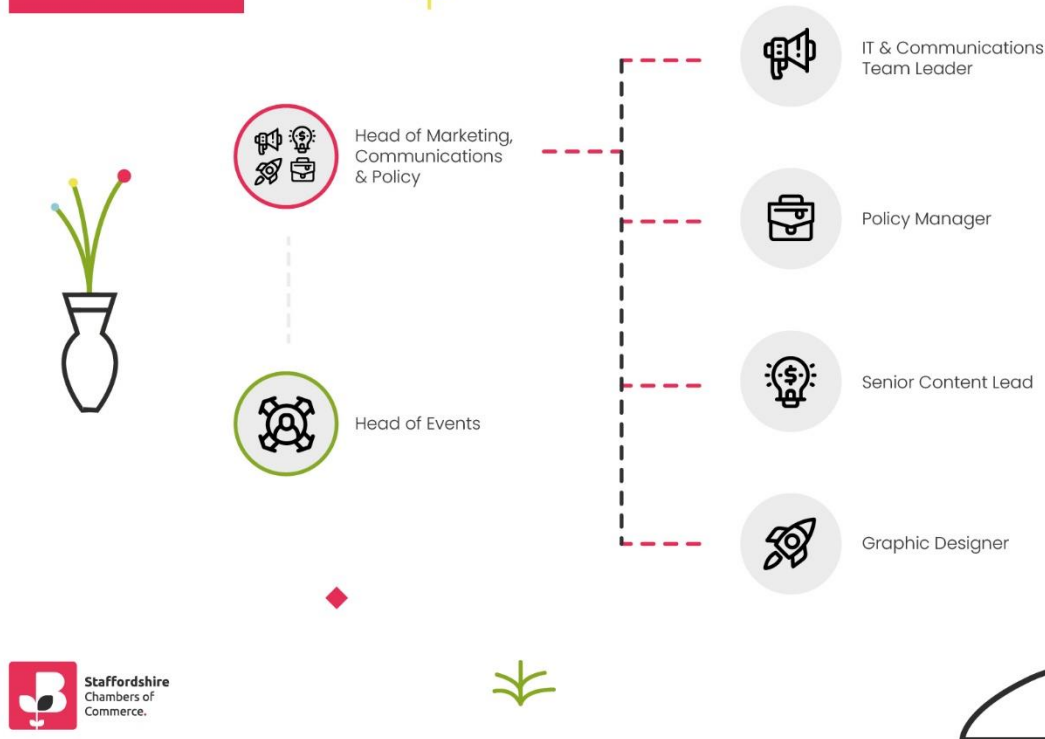 IT & Communications
Team Leader
Head of Marketing,
Communications
& Policy
Policy Manager
Senior Content Lead
Head of Events
Graphic Designer
Staffordshire
Chambers of
Commerce.